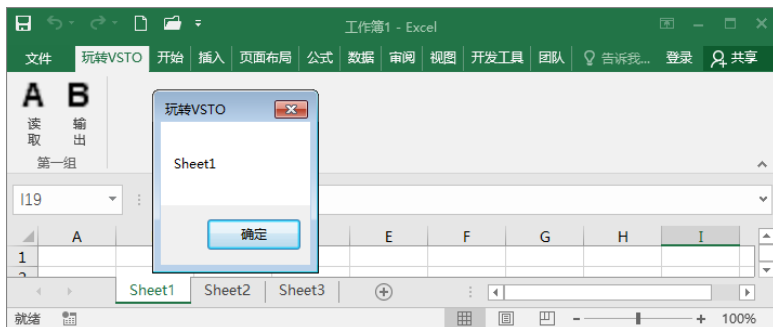 工作簿1 - Excel
文件 玩转VSTO 开始 插入 页面布局 公式 数据 审阅 视图 开发工具 团队 告诉我... 登录 共享
A B
读取 输出
第一组
玩转VSTO
Sheet1
确定
I19
A E F G H I
1
Sheet1 Sheet2 Sheet3
就绪 100%